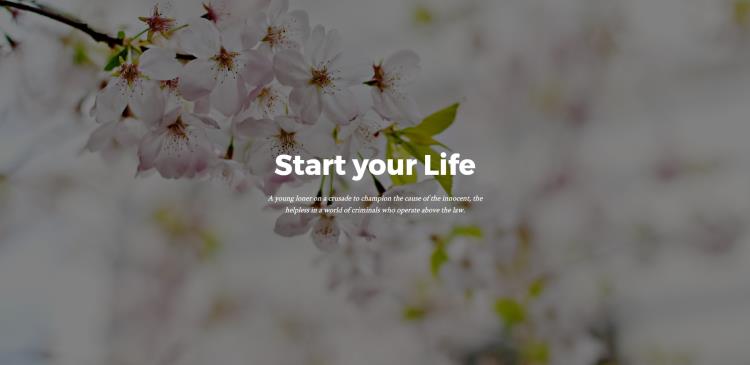 Start your Life
A young loner on a crusade to champion the cause of the innocent, the
helpless in a world of criminals who operate above the law.